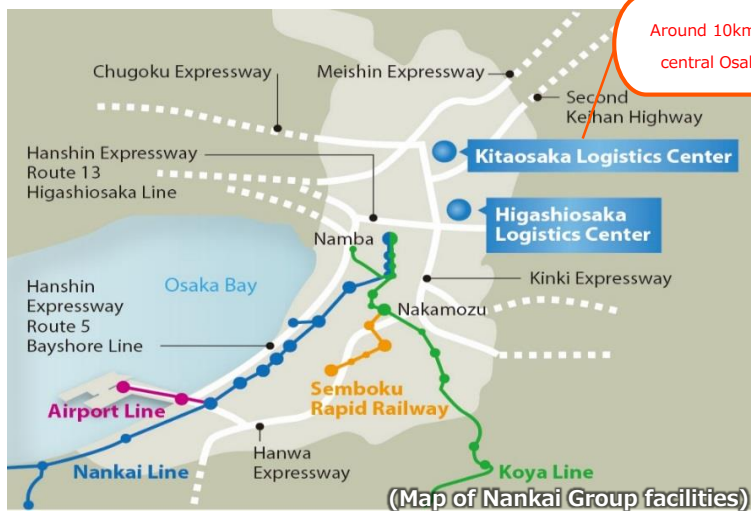 Around 10km
central Osak
Chugoku Expressway
Meishin Expressway
Second
Keihan Highway
Hanshin Expressway
Route 13
Higashiosaka Line
Kitaosaka Logistics Center
Higashiosaka
Logistics Center
Namba
Hanshin
Expressway
Route 5
Bayshore Line
Osaka Bay
Kinki Expressway
Nakamozu
Semboku
Rapid Railway
Airport Line
Hanwa
Expressway
Nankai Line
Koya Line
(Map of Nankai Group facilities)